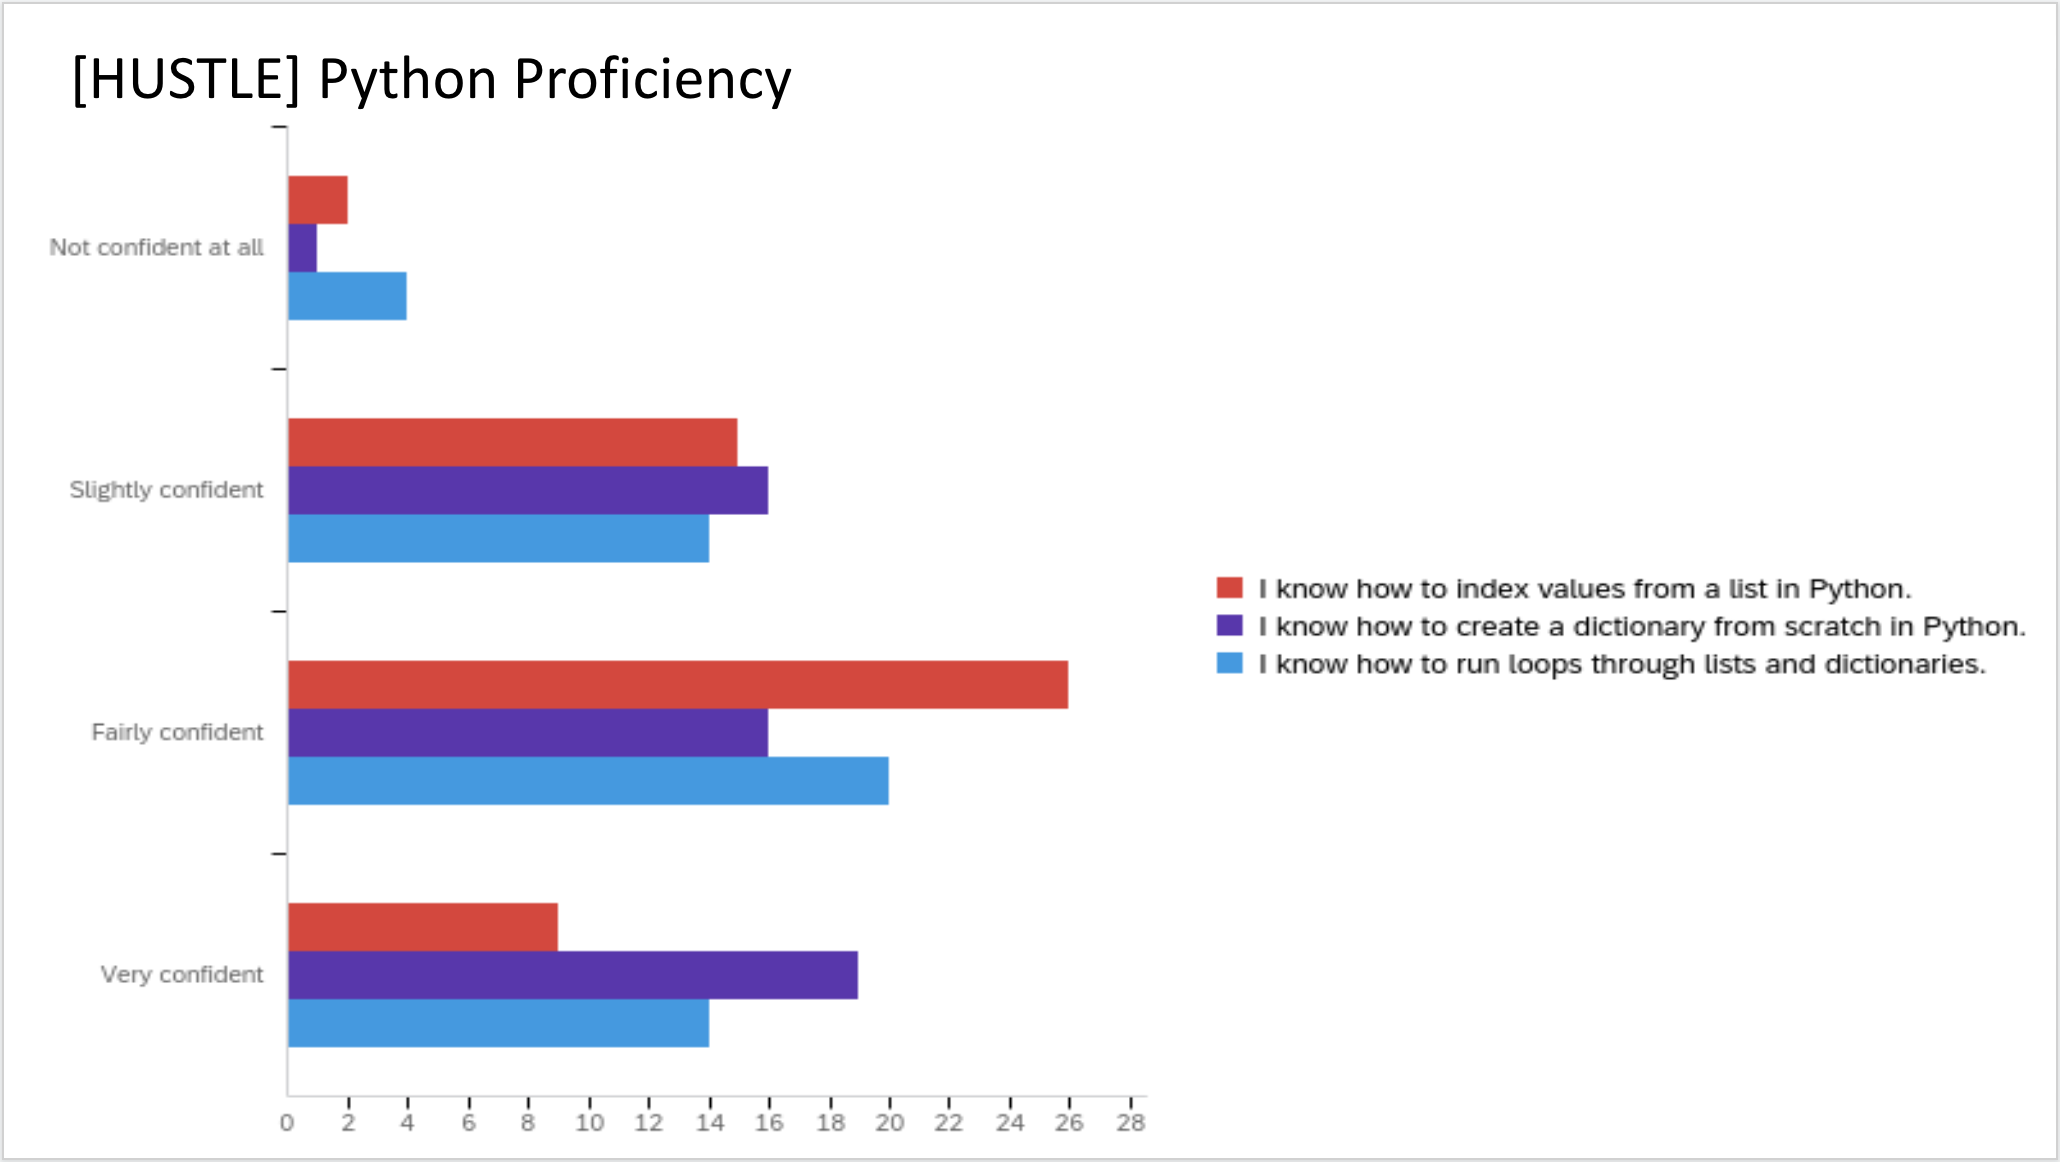 [HUSTLE] Python Proficiency
Not confident at all
Slightly confident
Fairly confident
Very confident
0 2 4 6 8 10 12 14 16 18 20 22 24 26 28
I know how to index values from a list in Python.
I know how to create a dictionary from scratch in Python.
I know how to run loops through lists and dictionaries.